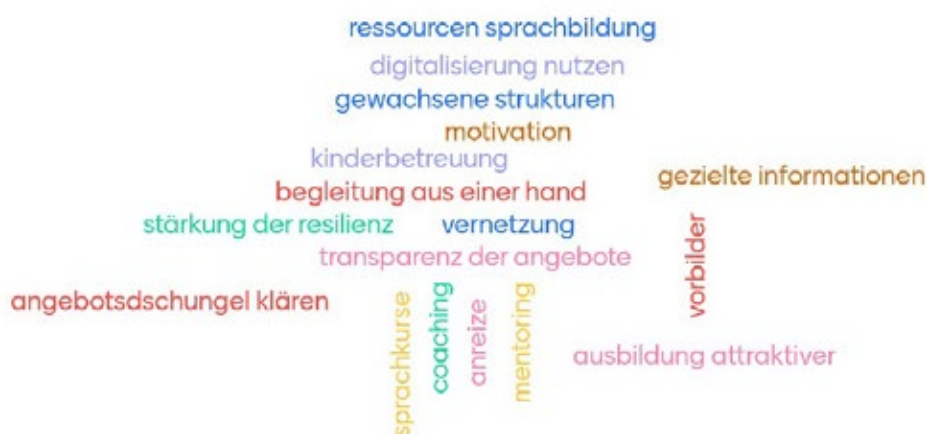 ressourcen sprachbildung
digitalisierung nutzen
gewachsene strukturen
motivation
kinderbetreuung
gezielte informationen
begleitung aus einer hand
stärkung der resilienz
vernetzung
vorbilder
transparenz der angebote
angebotsdschungel klären
sprachkurse
coaching
anreize
mentoring
ausbildung attraktiver